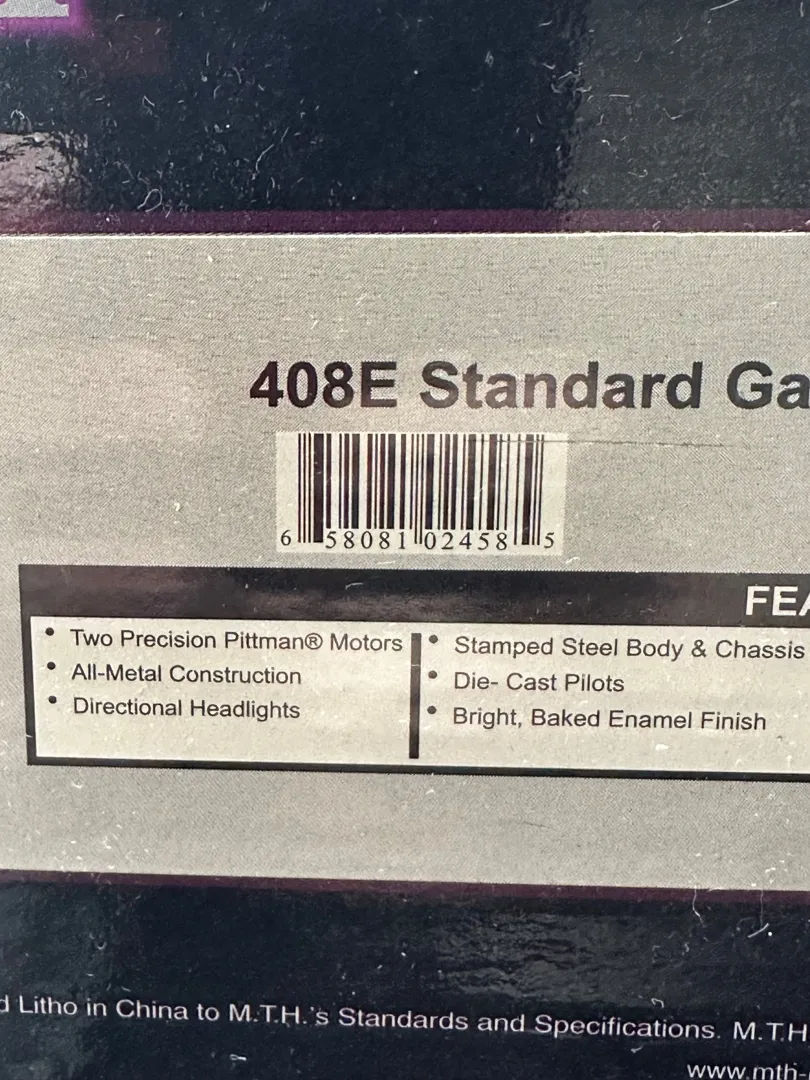 408E Standard Ga
6 58081 02458 5
FEA
• Two Precision Pittman® Motors
• All-Metal Construction
• Directional Headlights
• Stamped Steel Body & Chassis
• Die- Cast Pilots
• Bright, Baked Enamel Finish
d Litho in China to M.T.H.'s Standards and Specifications. M.T.H
www.mth-